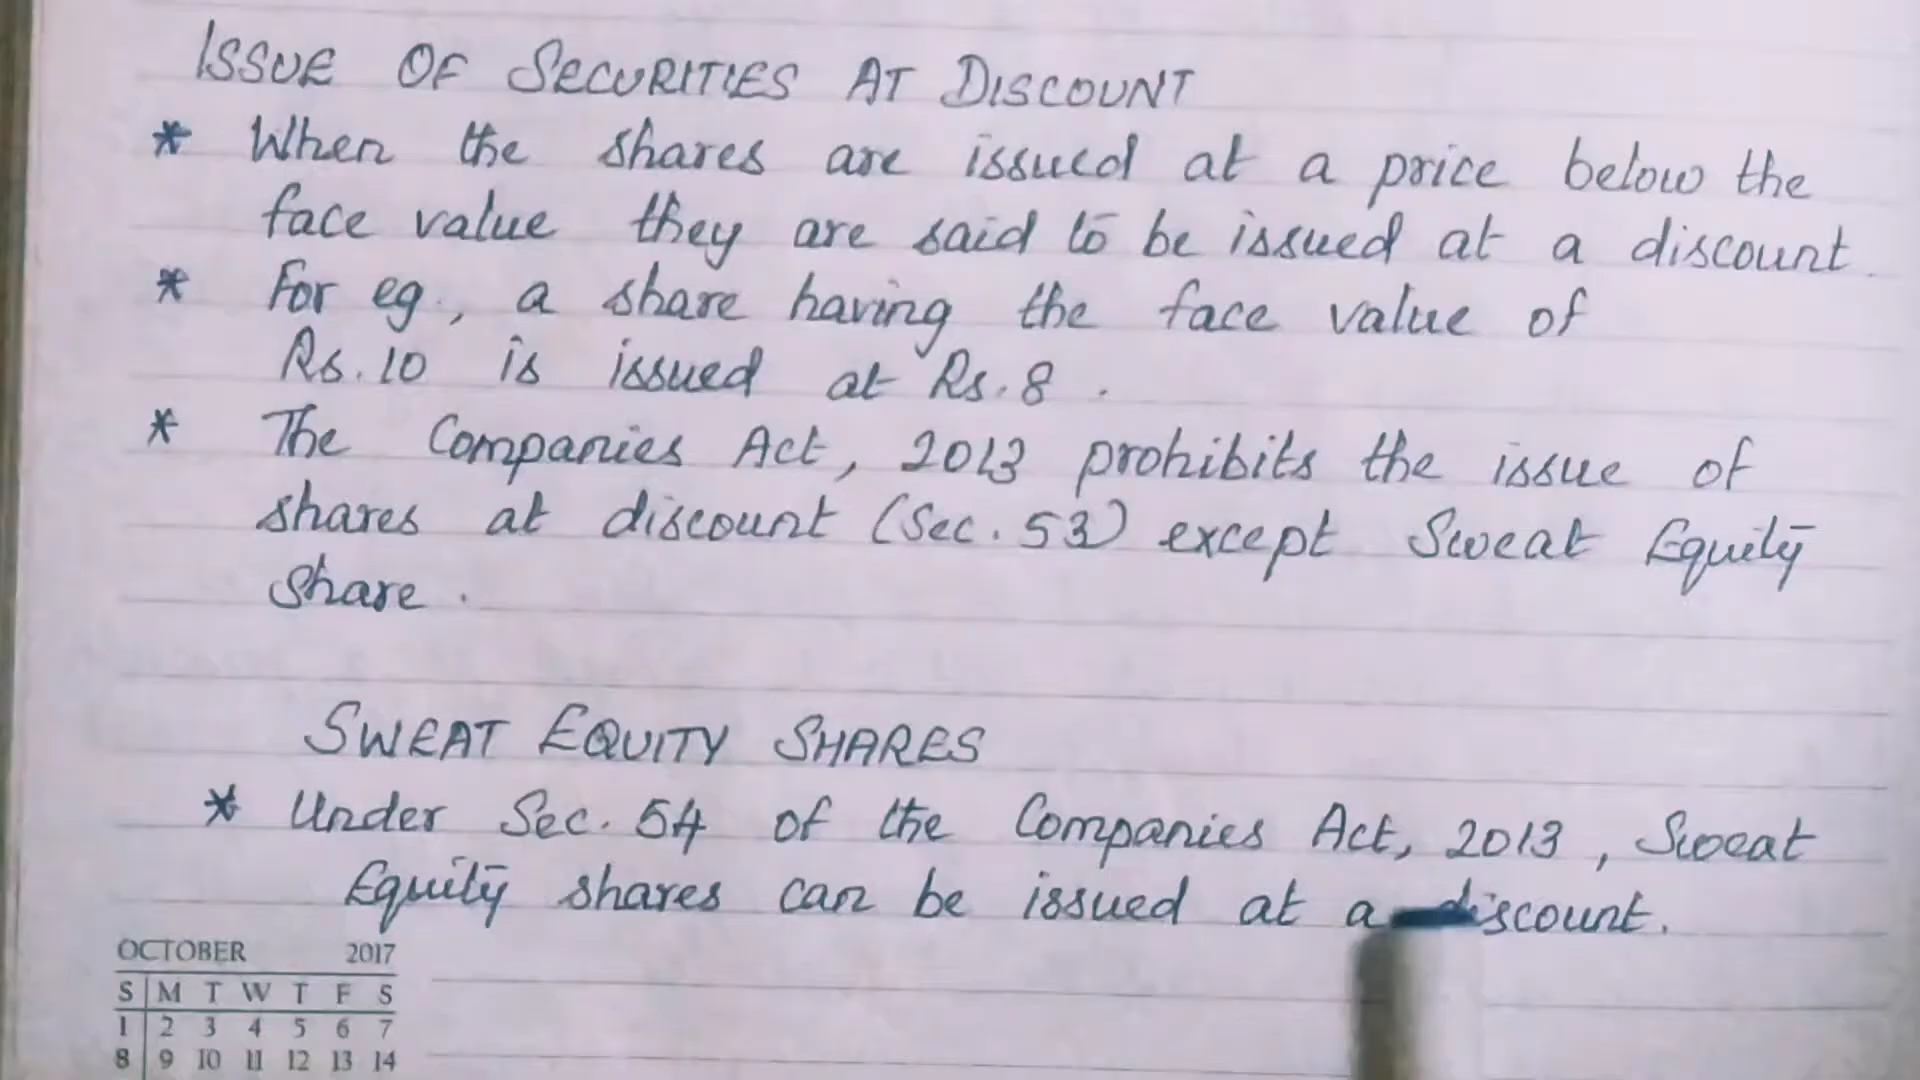 ISSUE OF SECURITIES AT DISCOUNT
* When the shares are issued at a price below the
face value they are said to be issued at a discount.
* For eg., a share having the face value of
Rs. 10 is issued at Rs. 8.
* The Companies Act, 2013 prohibits the issue of
shares at discount (Sec. 53) except Sweat Equity
Share.
SWEAT EQUITY SHARES
* Under Sec. 54 of the Companies Act, 2013, Sweat
Equity shares can be issued at a discount.
OCTOBER 2017
S M T W T F S
1 2 3 4 5 6 7
8 9 10 11 12 13 14